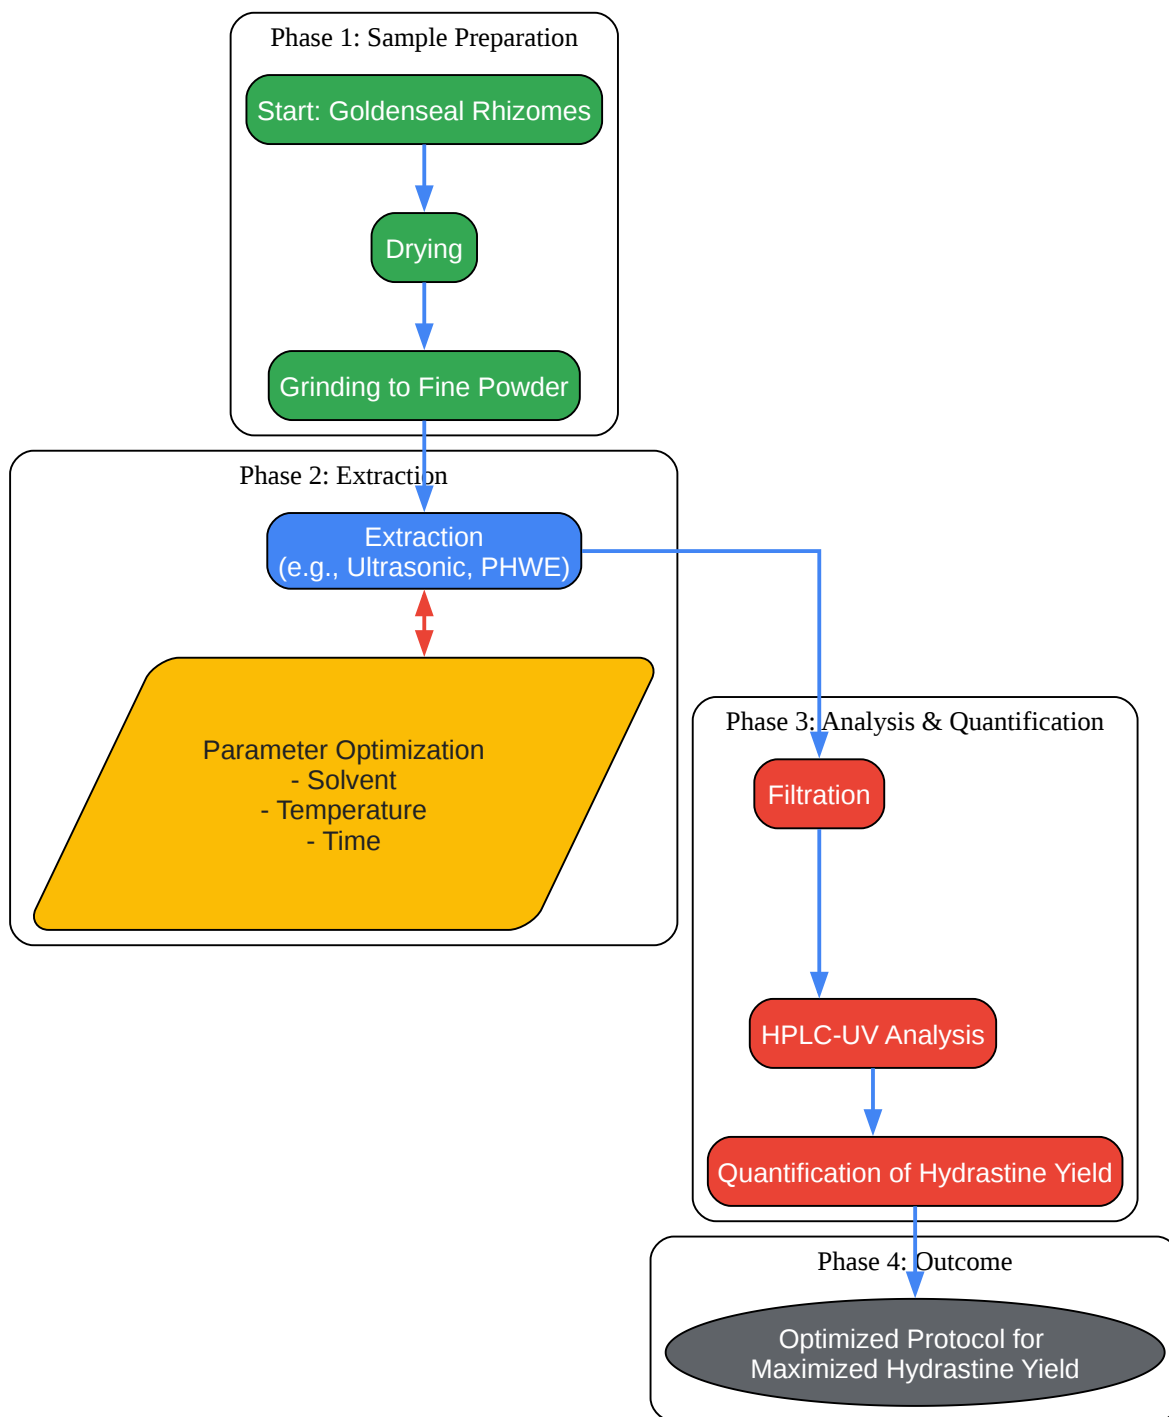 Phase 1: Sample Preparation
Start: Goldenseal Rhizomes
Drying
Grinding to Fine Powder
Phase 2: Extraction
Extraction
(e.g., Ultrasonic, PHWE)
Parameter Optimization
- Solvent
- Temperature
- Time
Phase 3: Analysis & Quantification
Filtration
HPLC-UV Analysis
Quantification of Hydrastine Yield
Phase 4: Outcome
Optimized Protocol for
Maximized Hydrastine Yield